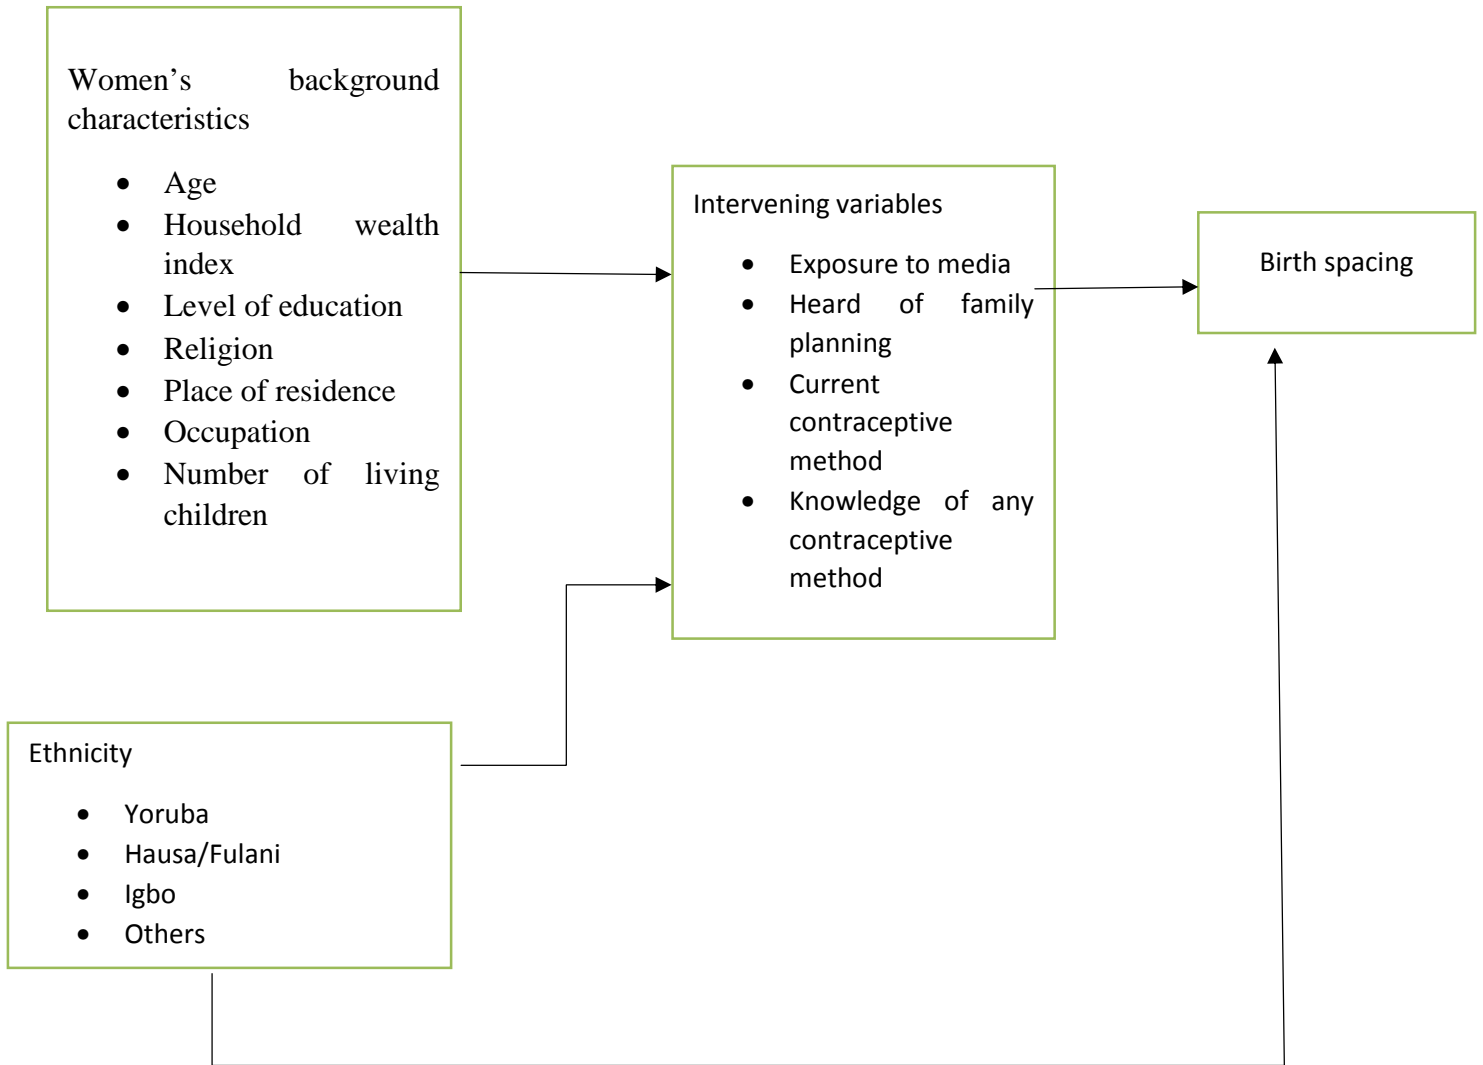 Women’s background
characteristics
• Age
• Household wealth
index
• Level of education
• Religion
• Place of residence
• Occupation
• Number of living
children
Intervening variables
• Exposure to media
• Heard of family
planning
• Current
contraceptive
method
• Knowledge of any
contraceptive
method
Birth spacing
Ethnicity
• Yoruba
• Hausa/Fulani
• Igbo
• Others